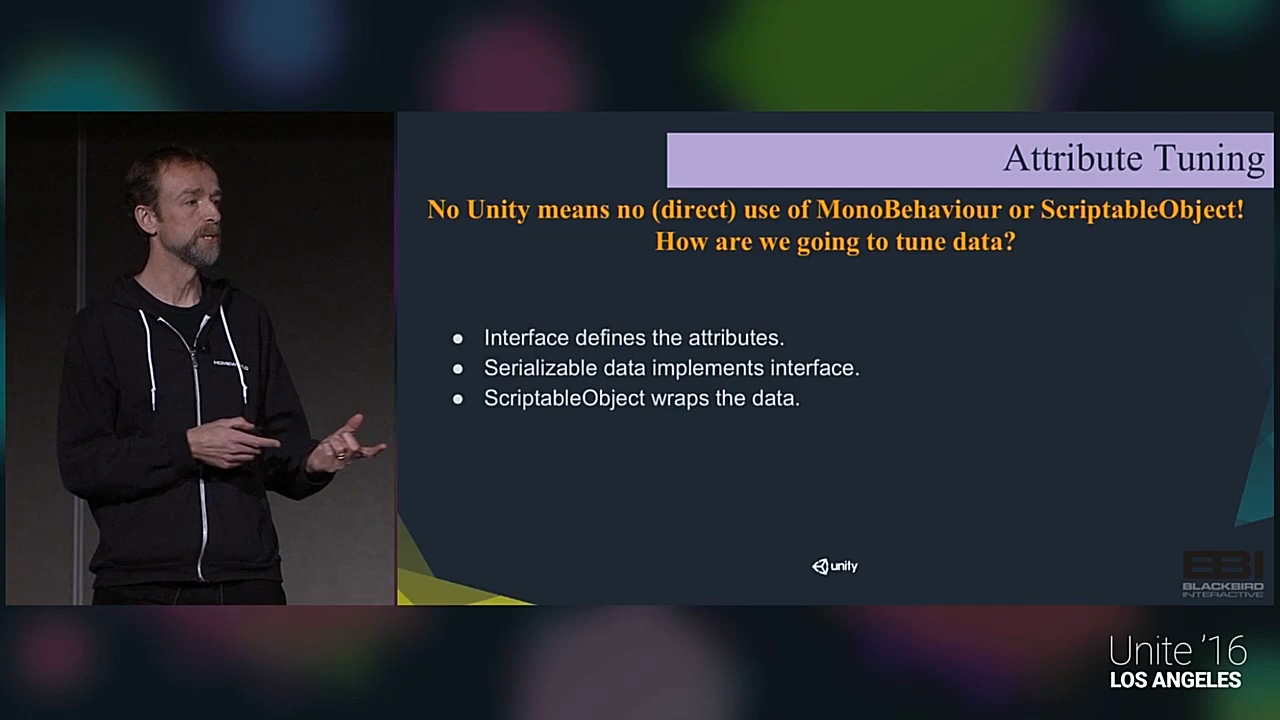 Attribute Tuning
No Unity means no (direct) use of MonoBehaviour or ScriptableObject!
How are we going to tune data?
● Interface defines the attributes.
● Serializable data implements interface.
● ScriptableObject wraps the data.
HOMEWORLD
unity
BBI
BLACKBIRD
INTERACTIVE
Unite '16
LOS ANGELES